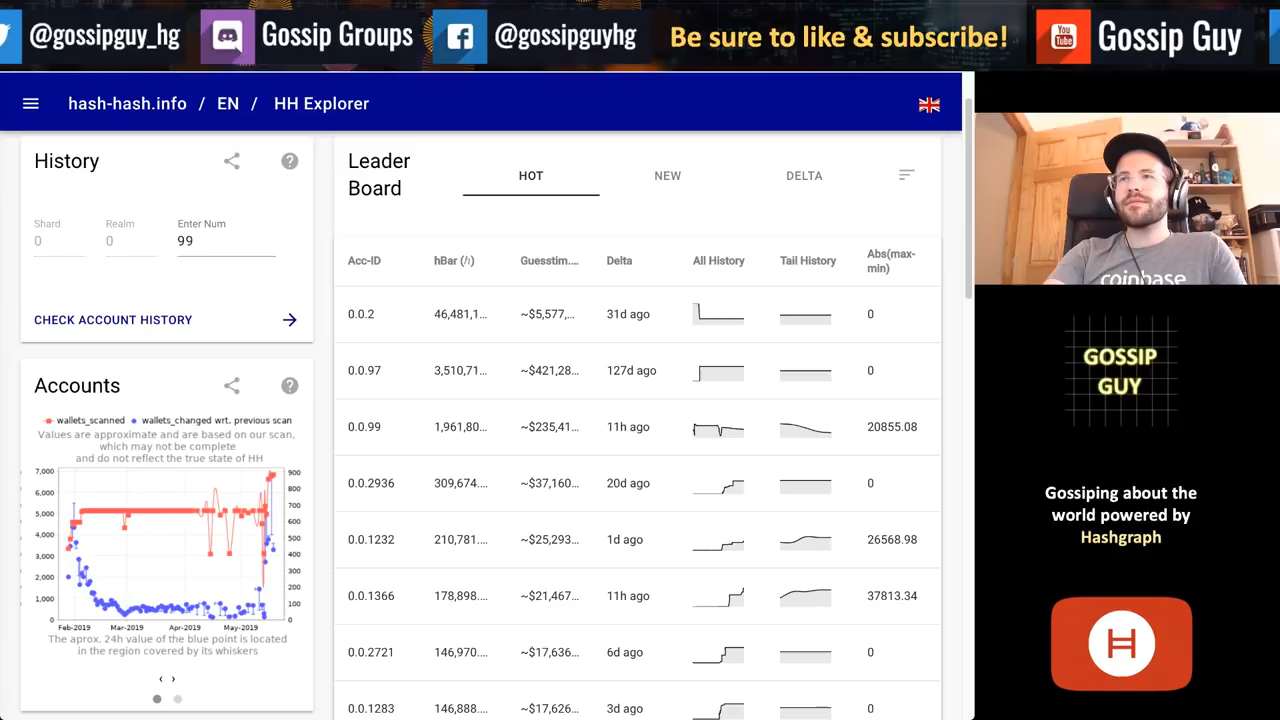 @gossipguy_hg
Gossip Groups
@gossipguyhg
Be sure to like & subscribe!
You
Tube
Gossip Guy
hash-hash.info / EN / HH Explorer
History
Shard
Realm
Enter Num
0
0
99
CHECK ACCOUNT HISTORY
Accounts
wallets_scanned
wallets_changed wrt. previous scan
Values are approximate and are based on our scan,
which may not be complete
and do not reflect the true state of HH
7,000
6,000
5,000
4,000
3,000
2,000
1,000
0
900
800
700
600
500
400
300
200
100
0
Feb-2019
Mar-2019
Apr-2019
May-2019
The aprox. 24h value of the blue point is located
in the region covered by its whiskers
Leader
Board
HOT
NEW
DELTA
Acc-ID
hBar (ℏ)
Guesstim....
Delta
All History
Tail History
Abs(max-
min)
0.0.2 46,481,1... ~$5,577,... 31d ago 0
0.0.97 3,510,71... ~$421,28... 127d ago 0
0.0.99 1,961,80... ~$235,41... 11h ago 20855.08
0.0.2936 309,674.... ~$37,160... 20d ago 0
0.0.1232 210,781.... ~$25,293... 1d ago 26568.98
0.0.1366 178,898.... ~$21,467... 11h ago 37813.34
0.0.2721 146,970.... ~$17,636... 6d ago 0
0.0.1283 146,888.... ~$17,626... 3d ago 0
coinbase
GOSSIP
GUY
Gossiping about the
world powered by
Hashgraph